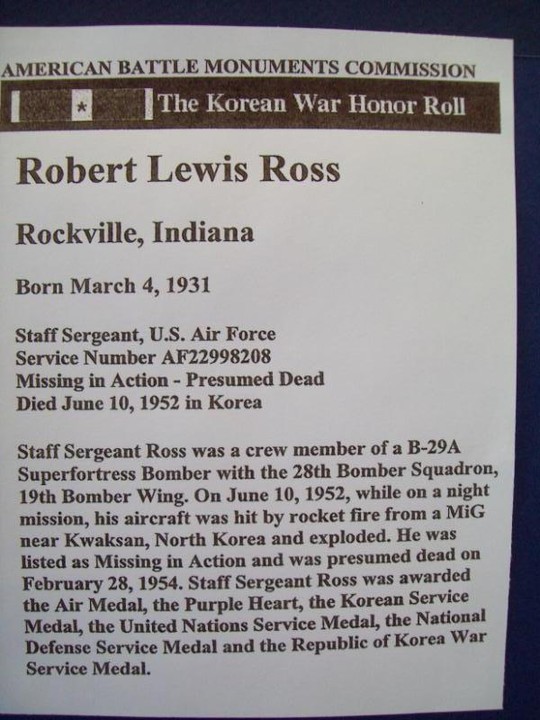 AMERICAN BATTLE MONUMENTS COMMISSION
The Korean War Honor Roll
Robert Lewis Ross
Rockville, Indiana
Born March 4, 1931
Staff Sergeant, U.S. Air Force
Service Number AF22998208
Missing in Action - Presumed Dead
Died June 10, 1952 in Korea
Staff Sergeant Ross was a crew member of a B-29A
Superfortress Bomber with the 28th Bomber Squadron,
19th Bomber Wing. On June 10, 1952, while on a night
mission, his aircraft was hit by rocket fire from a MiG
near Kwaksan, North Korea and exploded. He was
listed as Missing in Action and was presumed dead on
February 28, 1954. Staff Sergeant Ross was awarded
the Air Medal, the Purple Heart, the Korean Service
Medal, the United Nations Service Medal, the National
Defense Service Medal and the Republic of Korea War
Service Medal.